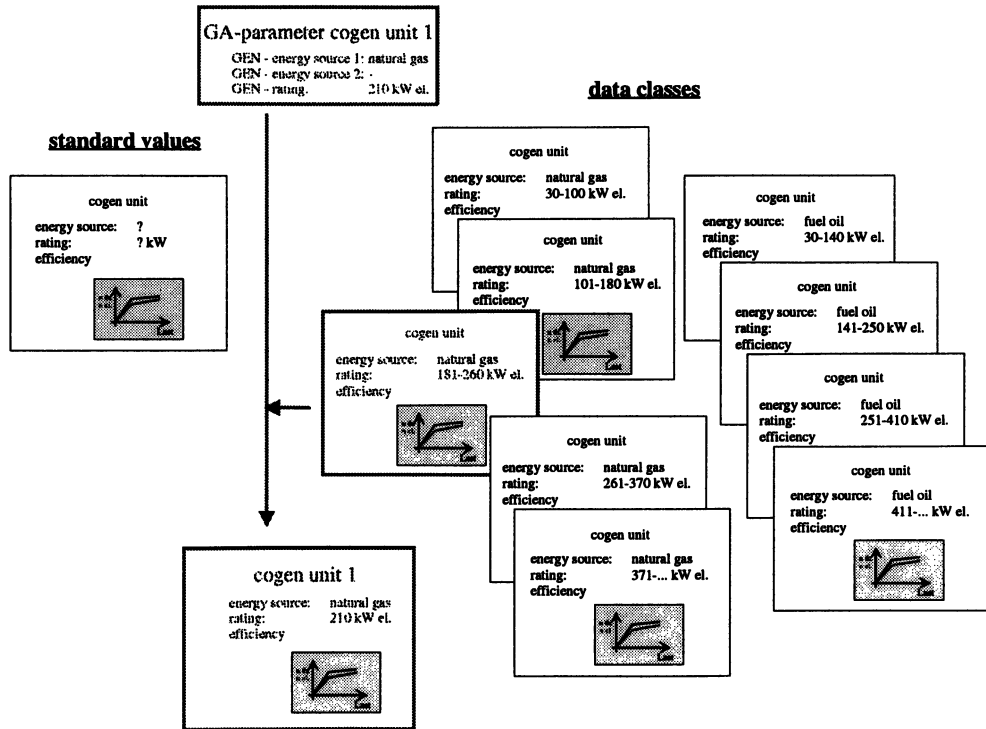 GA-parameter cogen unit 1
GEN - energy source 1: natural gas
GEN - energy source 2: -
GEN - rating. 210 kW el.
data classes
standard values
cogen unit
energy source: ?
rating: ? kW
efficiency
Last
cogen unit
energy source: natural gas
rating: 30-100 kW el.
efficiency
cogen unit
energy source: natural gas
rating: 101-180 kW el.
efficiency
Last
cogen unit
energy source: natural gas
rating: 181-260 kW el.
efficiency
Last
cogen unit
energy source: natural gas
rating: 261-370 kW el.
efficiency
cogen unit
energy source: natural gas
rating: 371-... kW el.
efficiency
Last
cogen unit
energy source: fuel oil
rating: 30-140 kW el.
efficiency
cogen unit
energy source: fuel oil
rating: 141-250 kW el.
efficiency
cogen unit
energy source: fuel oil
rating: 251-410 kW el.
efficiency
cogen unit
energy source: fuel oil
rating: 411-... kW el.
efficiency
Last
cogen unit 1
energy source: natural gas
rating: 210 kW el.
efficiency
Last